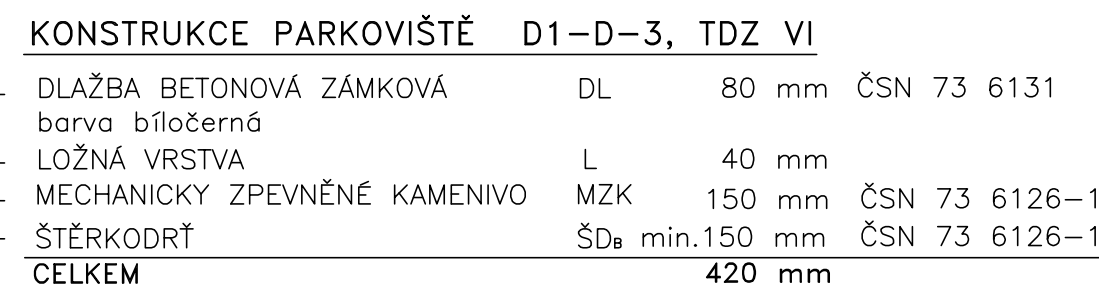 KONSTRUKCE PARKOVIŠTĚ D1-D-3, TDZ VI
- DLAŽBA BETONOVÁ ZÁMKOVÁ DL 80 mm ČSN 73 6131
barva bíločerná
- LOŽNÁ VRSTVA L 40 mm
- MECHANICKY ZPEVNĚNÉ KAMENIVO MZK 150 mm ČSN 73 6126-1
- ŠTĚRKODRŤ ŠDB min.150 mm ČSN 73 6126-1
CELKEM 420 mm